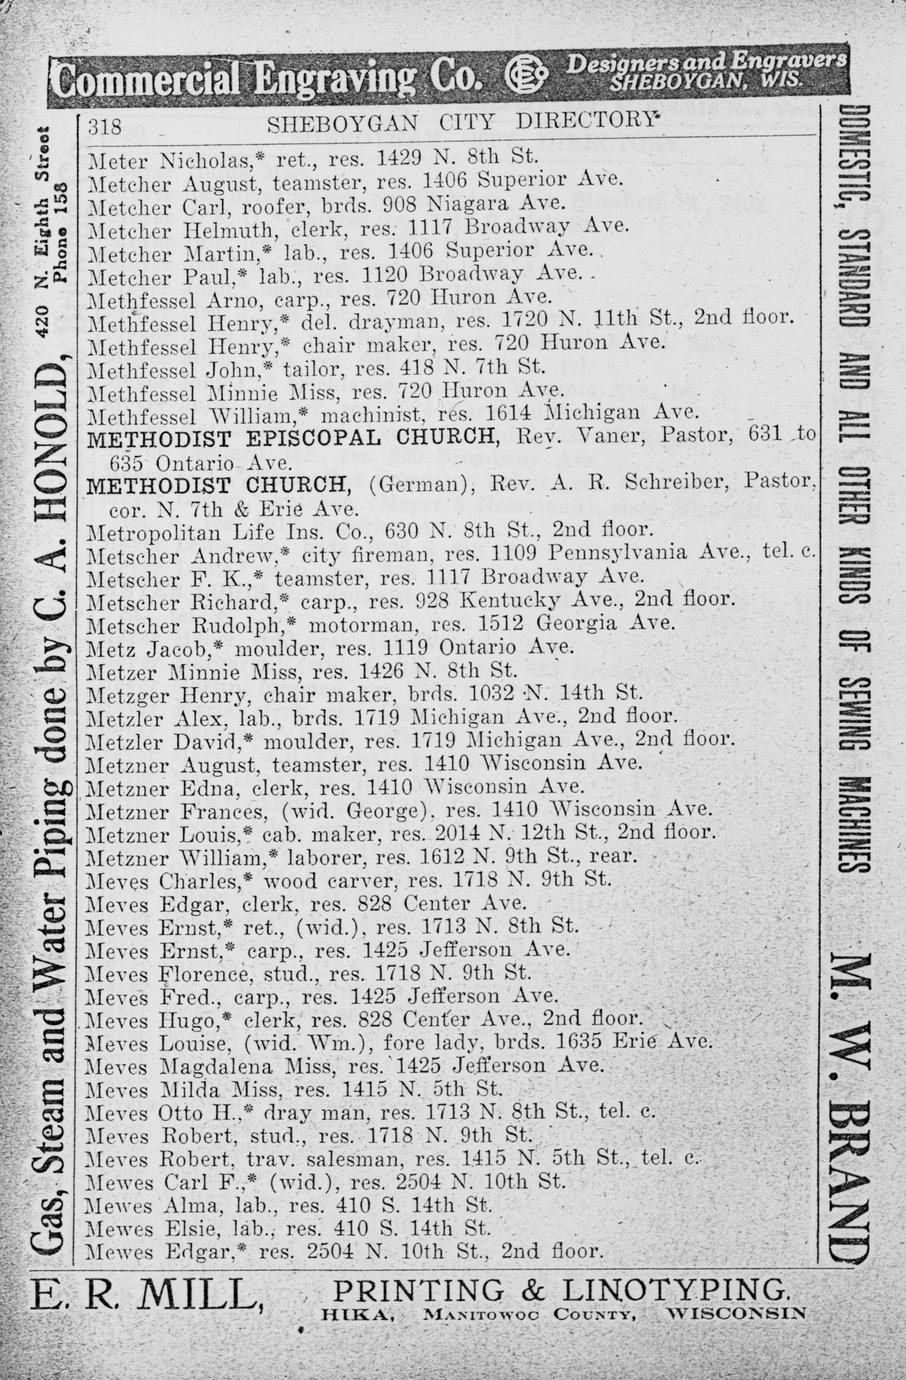 Commercial Engraving Co. CECo Designers and Engravers
SHEBOYGAN, WIS.
318 SHEBOYGAN CITY DIRECTORY
Meter Nicholas,* ret., res. 1429 N. 8th St.
Metcher August, teamster, res. 1406 Superior Ave.
Metcher Carl, roofer, brds. 908 Niagara Ave.
Metcher Helmuth, clerk, res. 1117 Broadway Ave.
Metcher Martin,* lab., res. 1406 Superior Ave.
Metcher Paul,* lab., res. 1120 Broadway Ave.
Methfessel Arno, carp., res. 720 Huron Ave.
Methfessel Henry,* del. drayman, res. 1720 N. 11th St., 2nd floor.
Methfessel Henry,* chair maker, res. 720 Huron Ave.
Methfessel John,* tailor, res. 418 N. 7th St.
Methfessel Minnie Miss, res. 720 Huron Ave.
Methfessel William,* machinist, res. 1614 Michigan Ave.
METHODIST EPISCOPAL CHURCH, Rev. Vaner, Pastor, 631 to
635 Ontario Ave.
METHODIST CHURCH, (German), Rev. A. R. Schreiber, Pastor,
cor. N. 7th & Erie Ave.
Metropolitan Life Ins. Co., 630 N. 8th St., 2nd floor.
Metscher Andrew,* city fireman, res. 1109 Pennsylvania Ave., tel. c.
Metscher F. K.,* teamster, res. 1117 Broadway Ave.
Metscher Richard,* carp., res. 928 Kentucky Ave., 2nd floor.
Metscher Rudolph,* motorman, res. 1512 Georgia Ave.
Metz Jacob,* moulder, res. 1119 Ontario Ave.
Metzer Minnie Miss, res. 1426 N. 8th St.
Metzger Henry, chair maker, brds. 1032 N. 14th St.
Metzler Alex, lab., brds. 1719 Michigan Ave., 2nd floor.
Metzler David,* moulder, res. 1719 Michigan Ave., 2nd floor.
Metzner August, teamster, res. 1410 Wisconsin Ave.
Metzner Edna, clerk, res. 1410 Wisconsin Ave.
Metzner Frances, (wid. George), res. 1410 Wisconsin Ave.
Metzner Louis,* cab. maker, res. 2014 N. 12th St., 2nd floor.
Metzner William,* laborer, res. 1612 N. 9th St., rear.
Meves Charles,* wood carver, res. 1718 N. 9th St.
Meves Edgar, clerk, res. 828 Center Ave.
Meves Ernst,* ret., (wid.), res. 1713 N. 8th St.
Meves Ernst,* carp., res. 1425 Jefferson Ave.
Meves Florence, stud., res. 1718 N. 9th St.
Meves Fred., carp., res. 1425 Jefferson Ave.
Meves Hugo,* clerk, res. 828 Center Ave., 2nd floor.
Meves Louise, (wid. Wm.), fore lady, brds. 1635 Erie Ave.
Meves Magdalena Miss, res. 1425 Jefferson Ave.
Meves Milda Miss, res. 1415 N. 5th St.
Meves Otto H.,* dray man, res. 1713 N. 8th St., tel. c.
Meves Robert, stud., res. 1718 N. 9th St.
Meves Robert, trav. salesman, res. 1415 N. 5th St., tel. c.
Mewes Carl F.,* (wid.), res. 2504 N. 10th St.
Mewes Alma, lab., res. 410 S. 14th St.
Mewes Elsie, lab., res. 410 S. 14th St.
Mewes Edgar,* res. 2504 N. 10th St., 2nd floor.
Gas, Steam and Water Piping done by C. A. HONOLD, 420 N. Eighth Street
Phone 158
DOMESTIC, STANDARD AND ALL OTHER KINDS OF SEWING MACHINES M. W. BRAND
E. R. MILL, PRINTING & LINOTYPING.
HIKA, MANITOWOC COUNTY, WISCONSIN